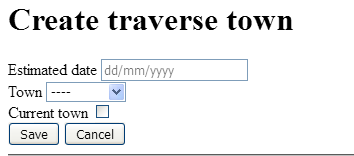 Create traverse town
Estimated date dd/mm/yyyy
Town ----
Current town
Save Cancel